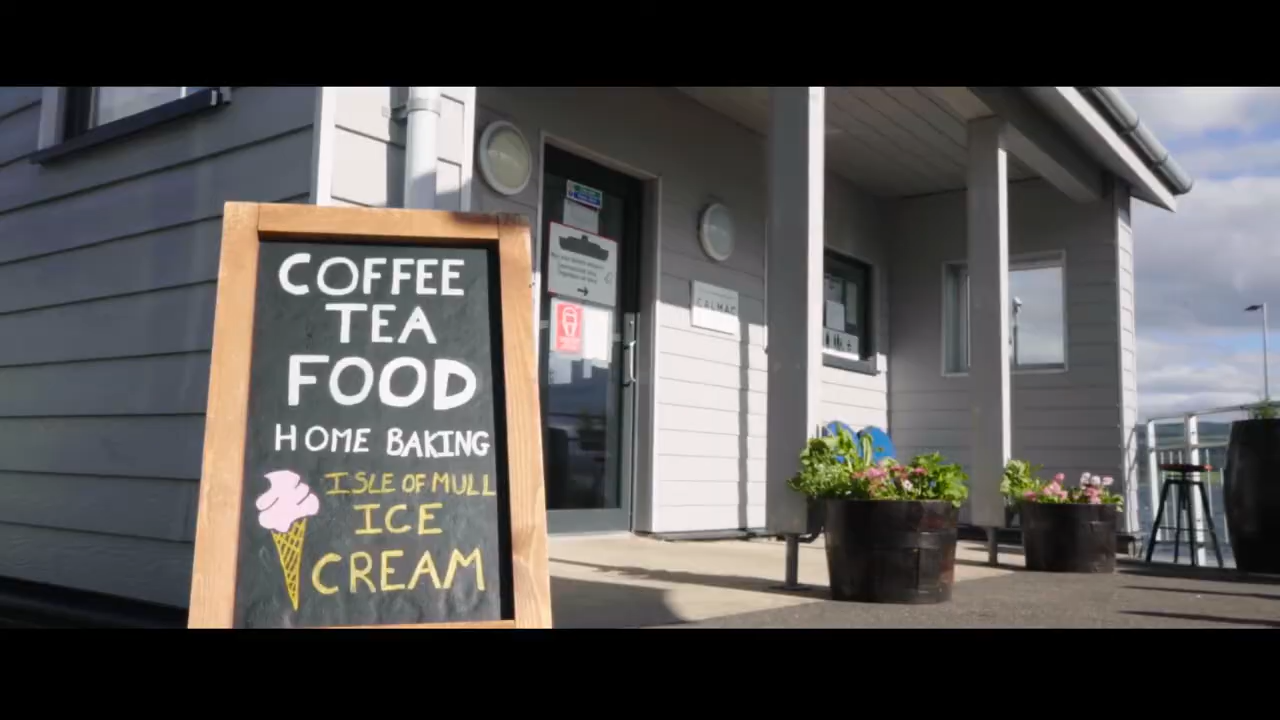 COFFEE
TEA
FOOD
HOME BAKING
ISLE OF MULL
ICE
CREAM
CALMAC